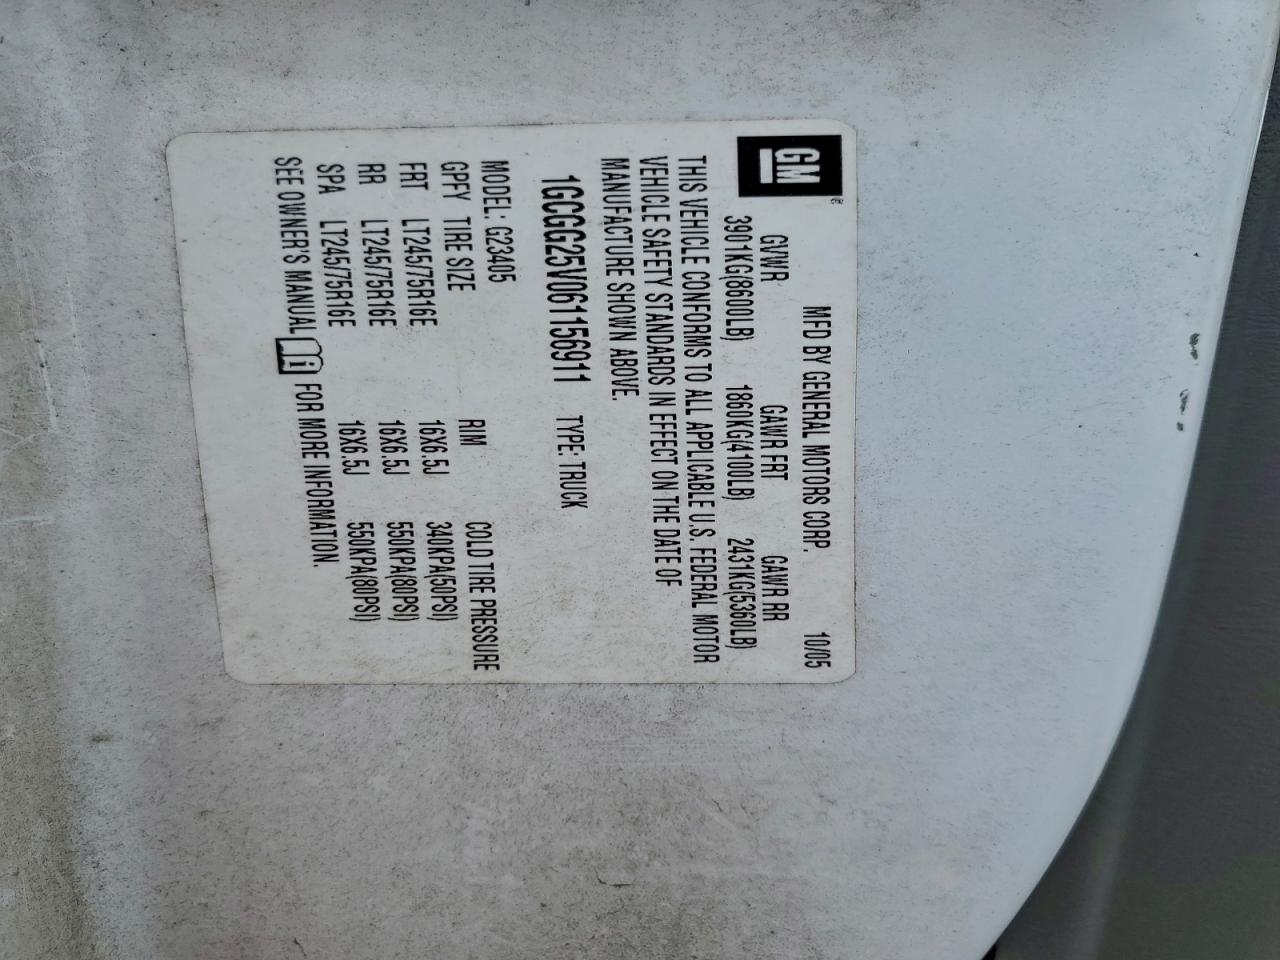 GM
MFD BY GENERAL MOTORS CORP. 10/05
GVWR GAWR FRT GAWR RR
3901KG(8600LB) 1860KG(4100LB) 2431KG(5360LB)
THIS VEHICLE CONFORMS TO ALL APPLICABLE U.S. FEDERAL MOTOR
VEHICLE SAFETY STANDARDS IN EFFECT ON THE DATE OF
MANUFACTURE SHOWN ABOVE.
1GCGG25V061156911 TYPE: TRUCK
MODEL: G23405
GPFY TIRE SIZE RIM COLD TIRE PRESSURE
FRT LT245/75R16E 16X6.5J 340KPA(50PSI)
RR LT245/75R16E 16X6.5J 550KPA(80PSI)
SPA LT245/75R16E 16X6.5J 550KPA(80PSI)
SEE OWNER'S MANUAL FOR MORE INFORMATION.